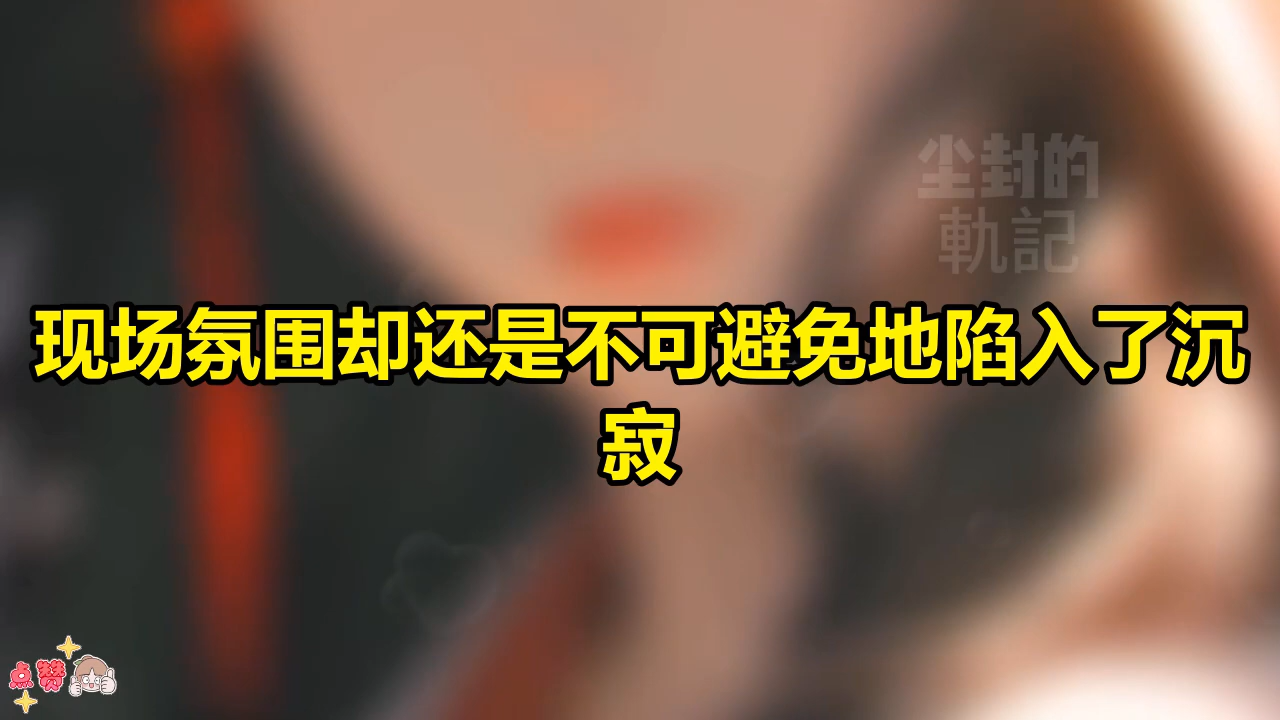 尘封的
軌記
现场氛围却还是不可避免地陷入了沉
寂
点赞